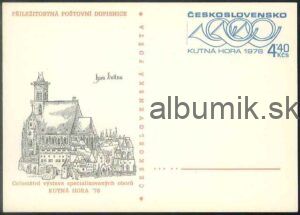 PŘÍLEŽITOSTNÁ POŠTOVNÍ DOPISNICE
ČESKOSLOVENSKO
KUTNÁ HORA 1978
4,40
Kčs
ČESKOSLOVENSKÁ POŠTA
albumik.sk
Celostátní výstava specializovaných oborů
KUTNÁ HORA '78